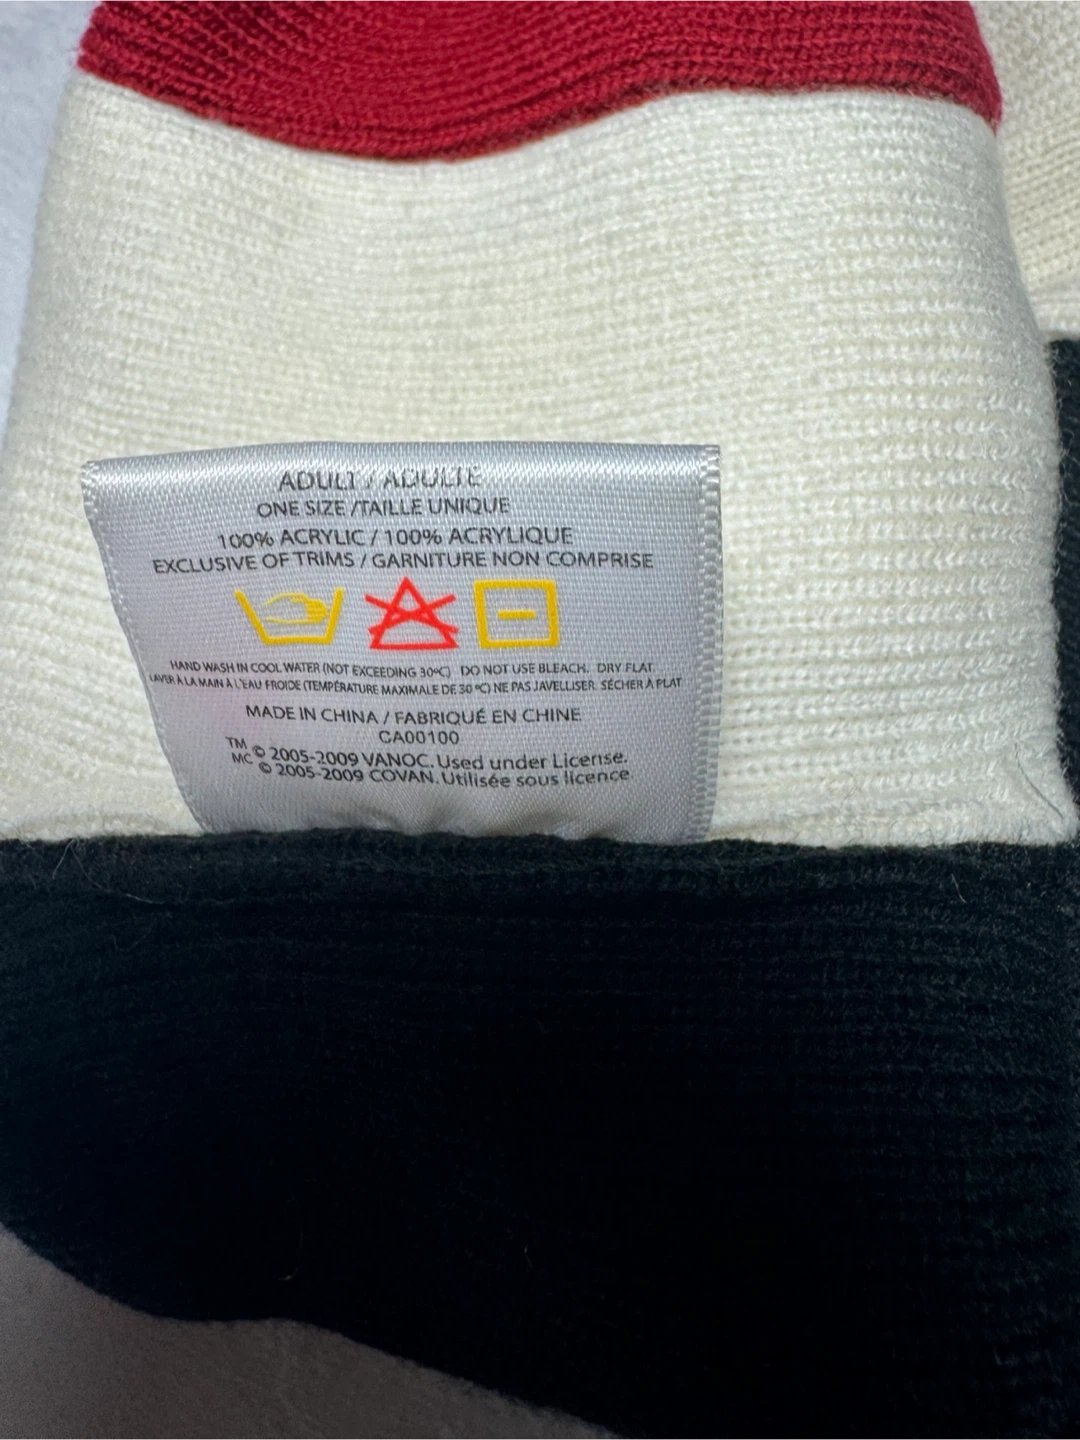 ADULT / ADULTE
ONE SIZE /TAILLE UNIQUE
100% ACRYLIC / 100% ACRYLIQUE
EXCLUSIVE OF TRIMS / GARNITURE NON COMPRISE
HAND WASH IN COOL WATER (NOT EXCEEDING 30ºC) DO NOT USE BLEACH. DRY FLAT.
LAVER À LA MAIN À L'EAU FROIDE (TEMPÉRATURE MAXIMALE DE 30 ºC) NE PAS JAVELLISER. SÉCHER À PLAT
MADE IN CHINA / FABRIQUÉ EN CHINE
CA00100
TM © 2005-2009 VANOC. Used under License.
MC © 2005-2009 COVAN. Utilisée sous licence.